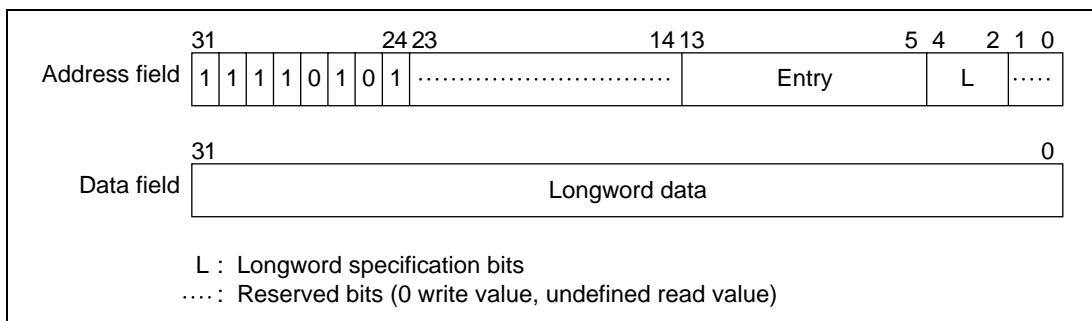 31 24 23 14 13 5 4 2 1 0
Address field 1 1 1 1 0 1 0 1 ................................ Entry L .....
31 0
Data field Longword data
L : Longword specification bits
.... : Reserved bits (0 write value, undefined read value)